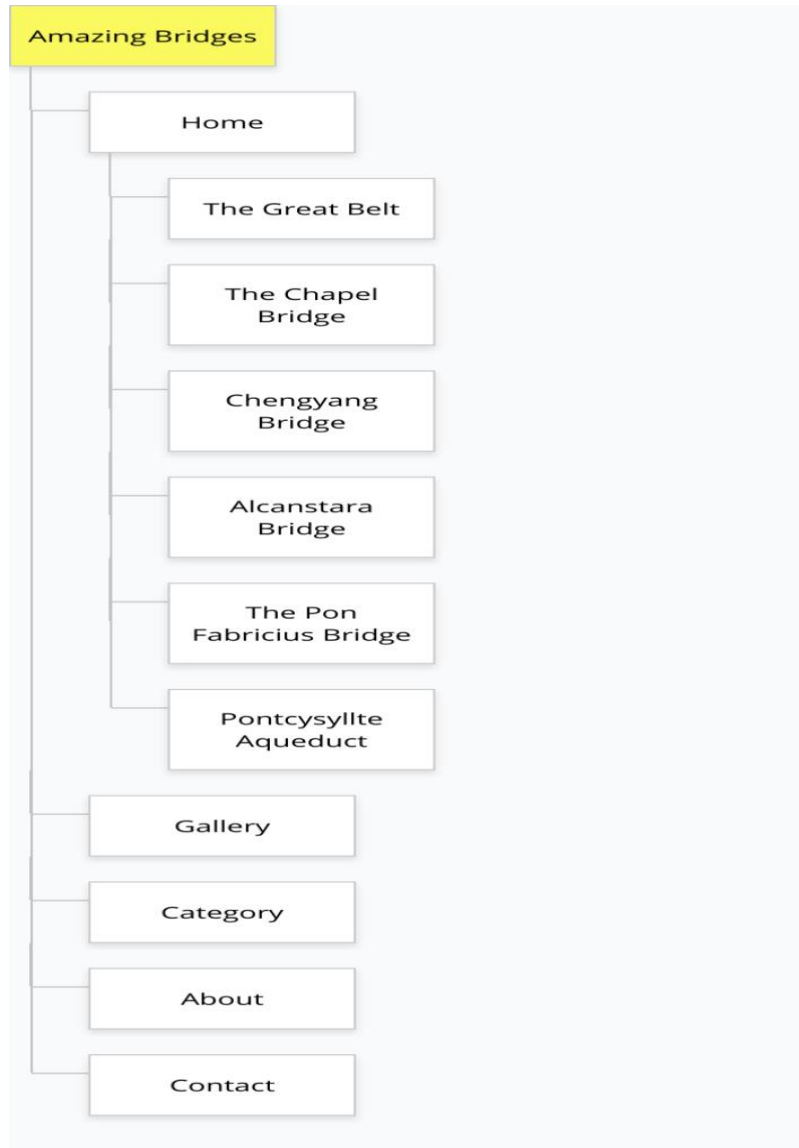 Amazing Bridges
Home
The Great Belt
The Chapel
Bridge
Chengyang
Bridge
Alcanstara
Bridge
The Pon
Fabricius Bridge
Pontcysyllte
Aqueduct
Gallery
Category
About
Contact